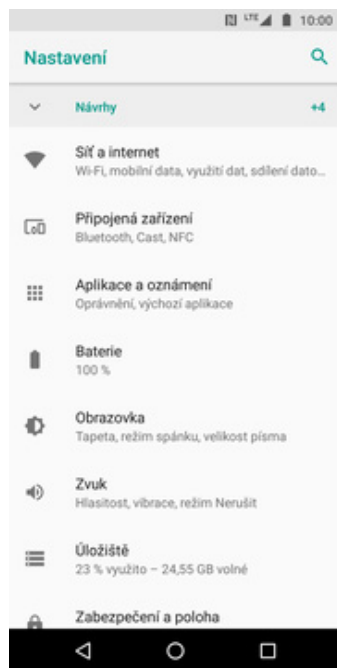 LTE 10:00
Nastavení
Návrhy +4
Síť a internet
Wi-Fi, mobilní data, využití dat, sdílení dato...
Připojená zařízení
Bluetooth, Cast, NFC
Aplikace a oznámení
Oprávnění, výchozí aplikace
Baterie
100 %
Obrazovka
Tapeta, režim spánku, velikost písma
Zvuk
Hlasitost, vibrace, režim Nerušit
Úložiště
23 % využito – 24,55 GB volné
Zabezpečení a poloha